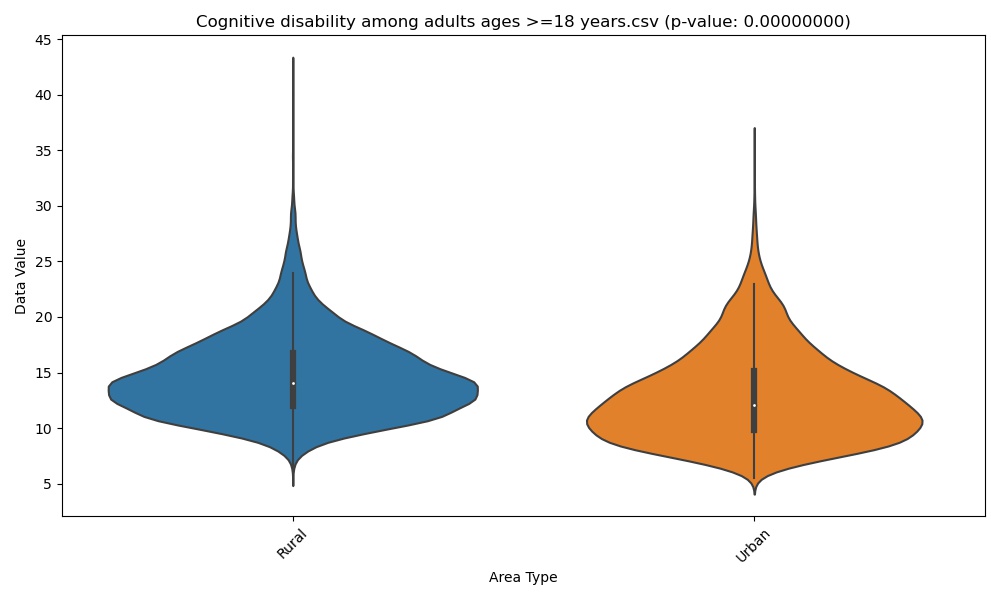 Cognitive disability among adults ages >=18 years.csv (p-value: 0.00000000)
45
40
35
30
25
20
15
10
5
Data Value
Rural
Urban
Area Type